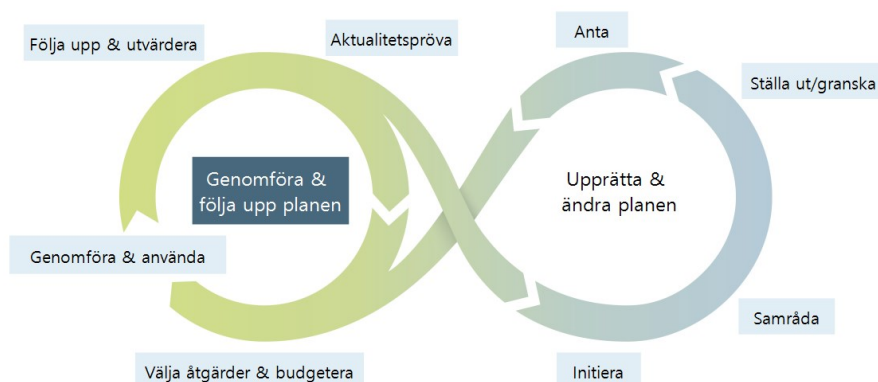 Följa upp & utvärdera
Aktualitetspröva
Anta
Ställa ut/granska
Genomföra &
följa upp planen
Upprätta &
ändra planen
Genomföra & använda
Samråda
Välja åtgärder & budgetera
Initiera